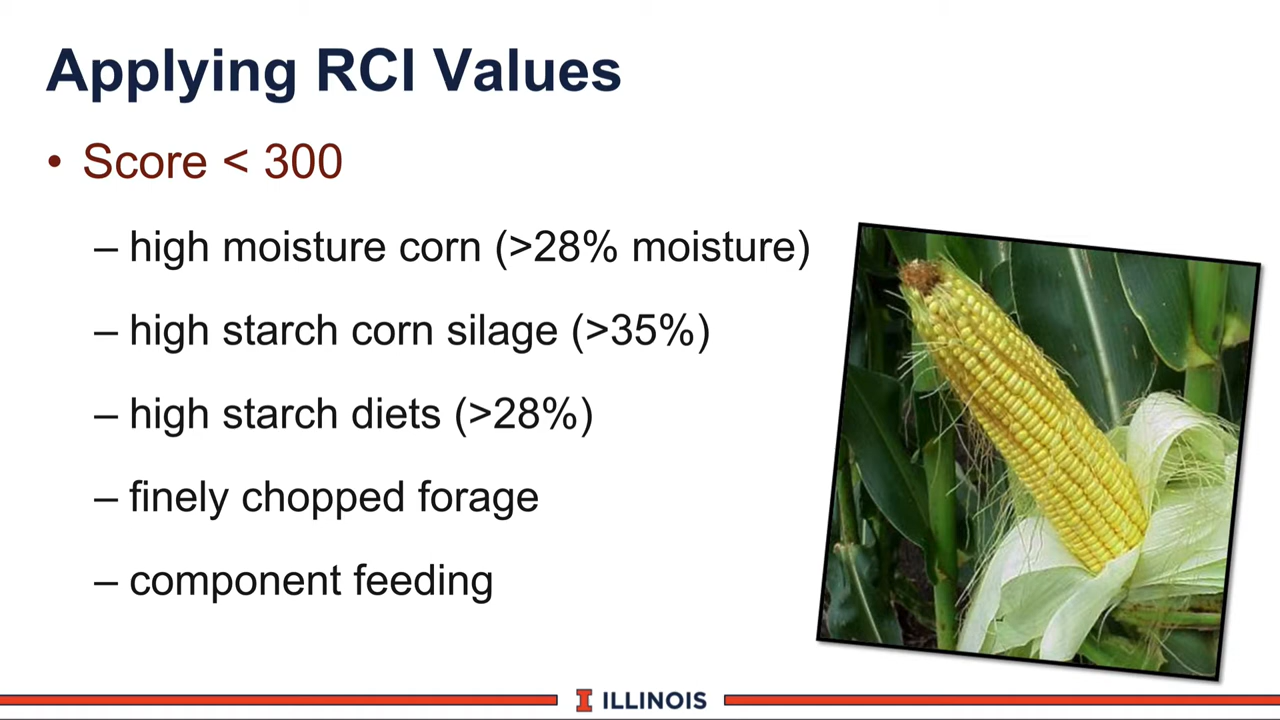 Applying RCI Values
• Score < 300
– high moisture corn (>28% moisture)
– high starch corn silage (>35%)
– high starch diets (>28%)
– finely chopped forage
– component feeding
I ILLINOIS